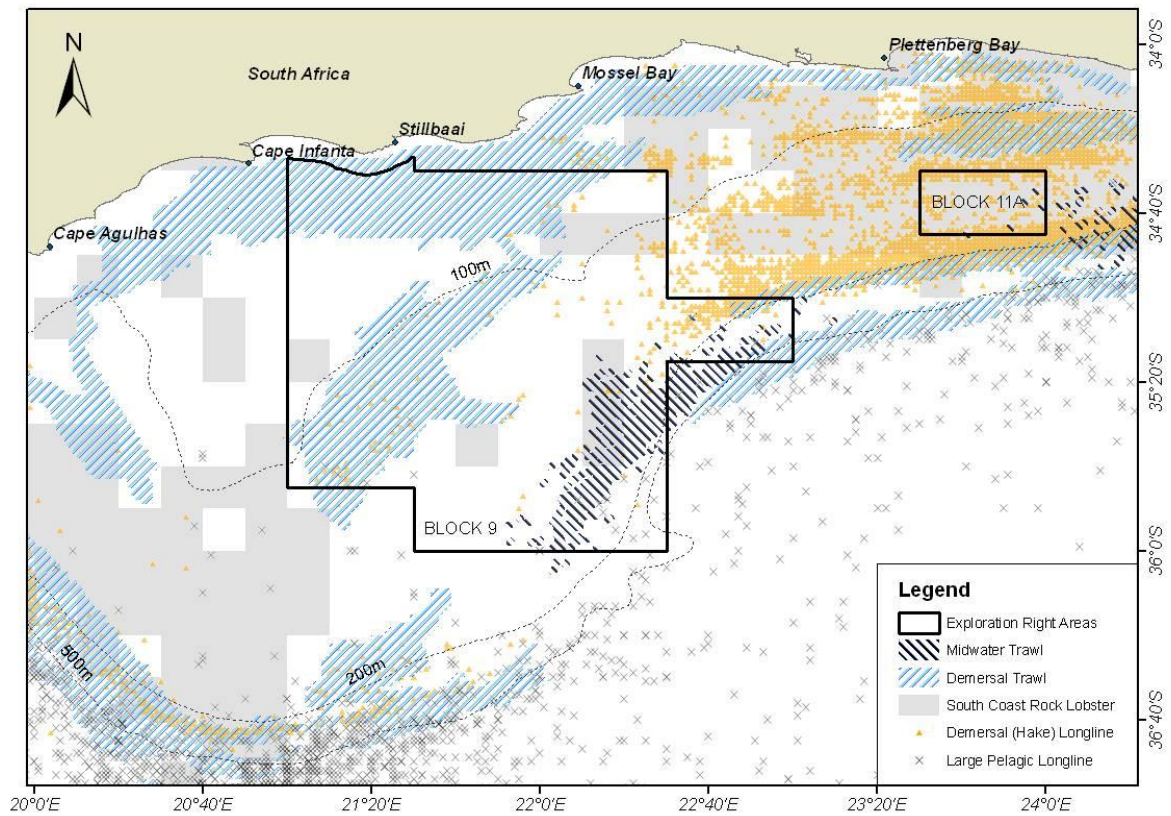 N
South Africa
Plettenberg Bay
Mossel Bay
Stillbaai
Cape Infanta
Cape Agulhas
BLOCK 11A
100m
BLOCK 9
200m
500m
34°0'S
34°40'S
35°20'S
36°0'S
36°40'S
20°0'E
20°40'E
21°20'E
22°0'E
22°40'E
23°20'E
24°0'E
Legend
Exploration Right Areas
Midwater Trawl
Demersal Trawl
South Coast Rock Lobster
Demersal (Hake) Longline
Large Pelagic Longline